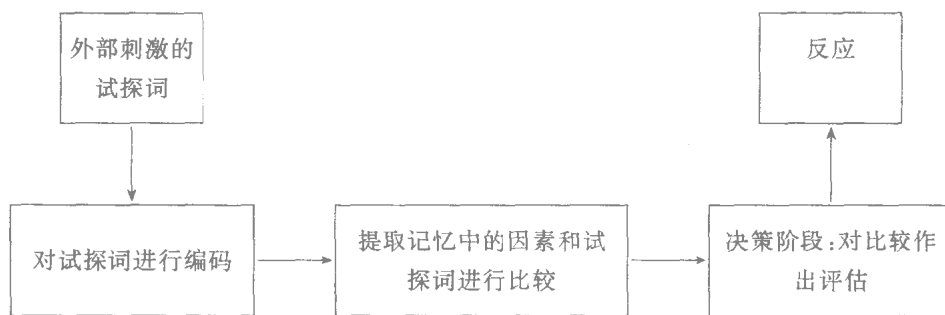 外部刺激的
试探词
反应
对试探词进行编码
提取记忆中的因素和试
探词进行比较
决策阶段:对比较作
出评估